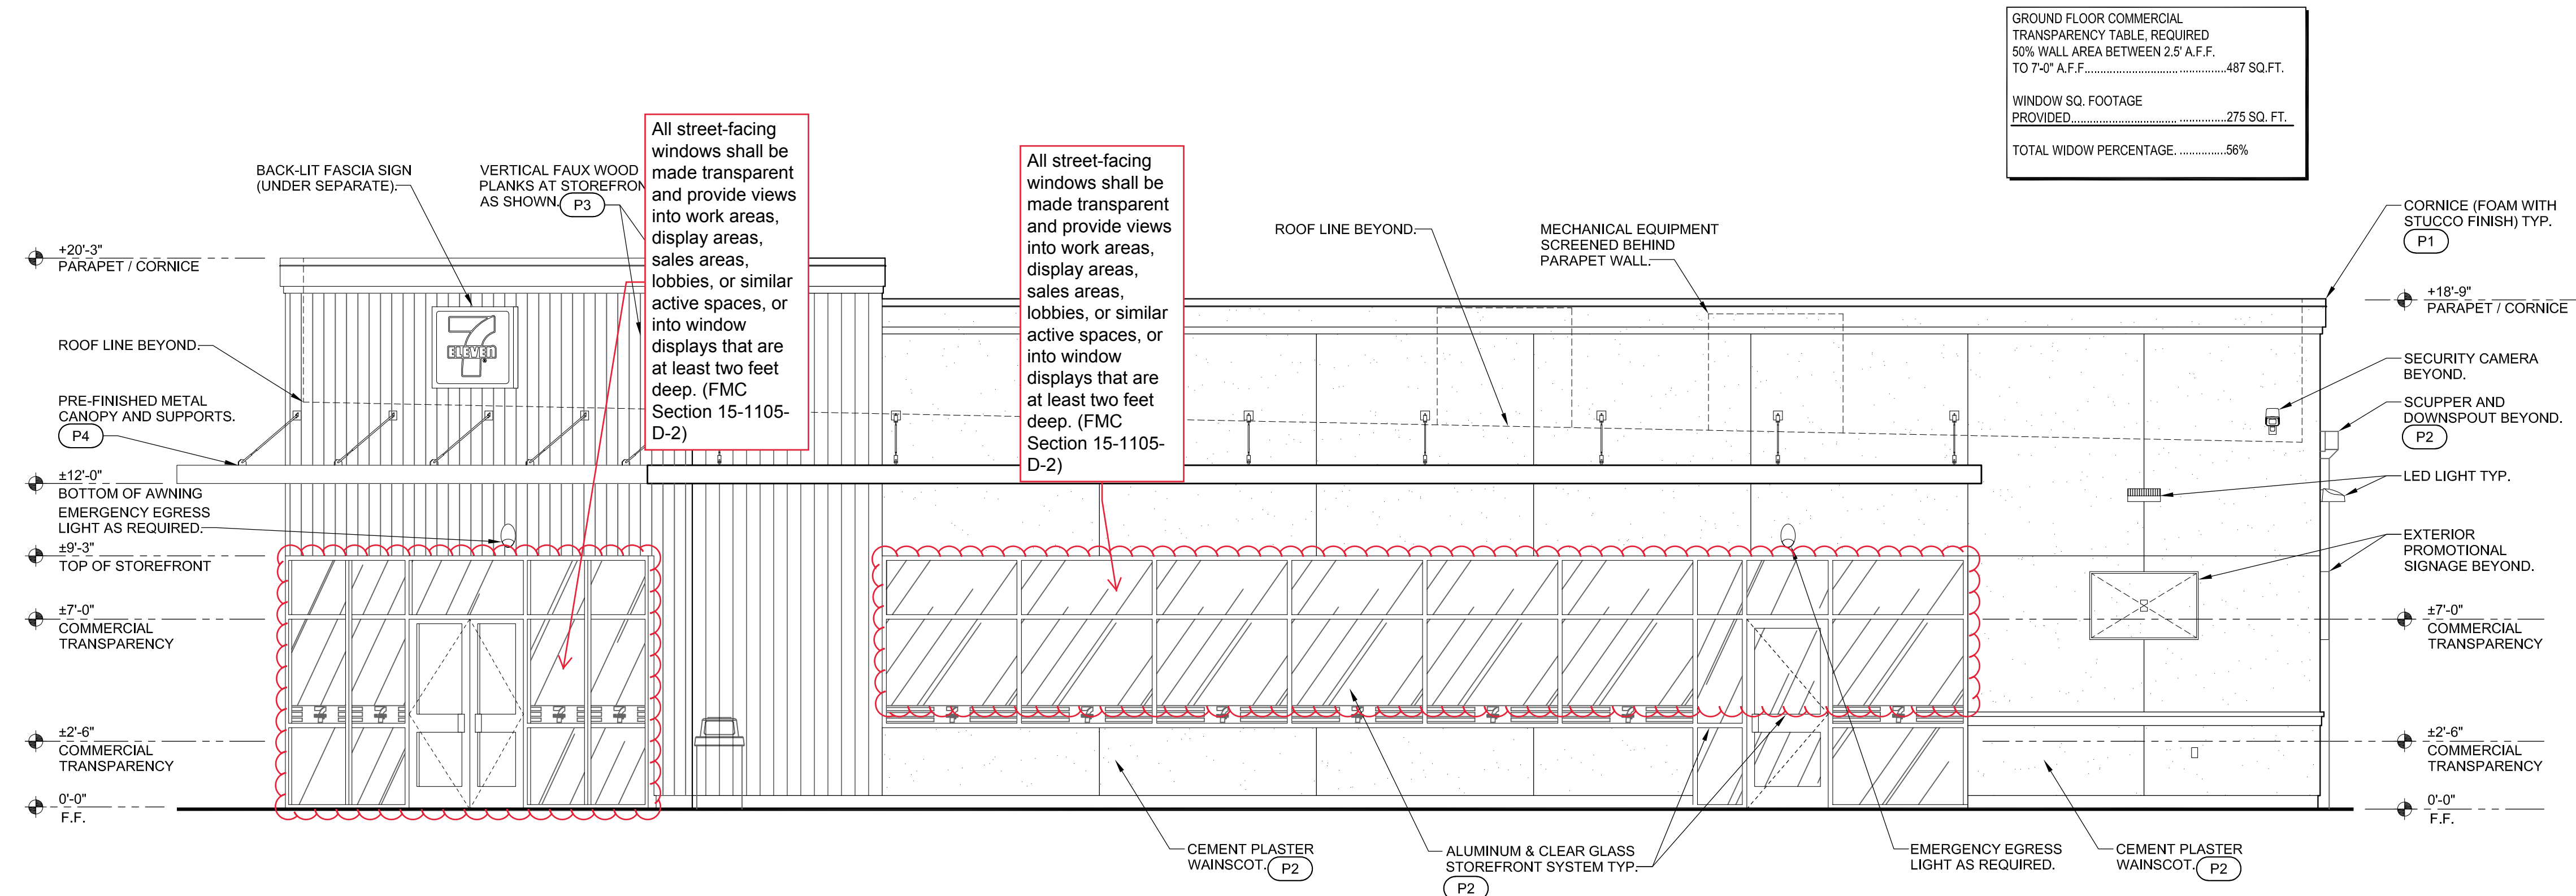 GROUND FLOOR COMMERCIAL
TRANSPARENCY TABLE, REQUIRED
50% WALL AREA BETWEEN 2.5' A.F.F.
TO 7'-0" A.F.F............................. ...............487 SQ.FT.
WINDOW SQ. FOOTAGE
PROVIDED................................ ...............275 SQ. FT.
TOTAL WIDOW PERCENTAGE. ...............56%
BACK-LIT FASCIA SIGN
(UNDER SEPARATE).
VERTICAL FAUX WOOD
PLANKS AT STOREFRON
AS SHOWN.
P3
All street-facing
windows shall be
made transparent
and provide views
into work areas,
display areas,
sales areas,
lobbies, or similar
active spaces, or
into window
displays that are
at least two feet
deep. (FMC
Section 15-1105-
D-2)
All street-facing
windows shall be
made transparent
and provide views
into work areas,
display areas,
sales areas,
lobbies, or similar
active spaces, or
into window
displays that are
at least two feet
deep. (FMC
Section 15-1105-
D-2)
ROOF LINE BEYOND.
MECHANICAL EQUIPMENT
SCREENED BEHIND
PARAPET WALL.
CORNICE (FOAM WITH
STUCCO FINISH) TYP.
P1
+20'-3"
PARAPET / CORNICE
+18'-9"
PARAPET / CORNICE
7
ELEVEN
®
ROOF LINE BEYOND.
PRE-FINISHED METAL
CANOPY AND SUPPORTS.
P4
±12'-0"
BOTTOM OF AWNING
EMERGENCY EGRESS
LIGHT AS REQUIRED.
±9'-3"
TOP OF STOREFRONT
±7'-0"
COMMERCIAL
TRANSPARENCY
±2'-6"
COMMERCIAL
TRANSPARENCY
0'-0"
F.F.
SECURITY CAMERA
BEYOND.
SCUPPER AND
DOWNSPOUT BEYOND.
P2
LED LIGHT TYP.
EXTERIOR
PROMOTIONAL
SIGNAGE BEYOND.
±7'-0"
COMMERCIAL
TRANSPARENCY
±2'-6"
COMMERCIAL
TRANSPARENCY
0'-0"
F.F.
CEMENT PLASTER
WAINSCOT.
P2
ALUMINUM & CLEAR GLASS
STOREFRONT SYSTEM TYP.
P2
EMERGENCY EGRESS
LIGHT AS REQUIRED.
CEMENT PLASTER
WAINSCOT.
P2